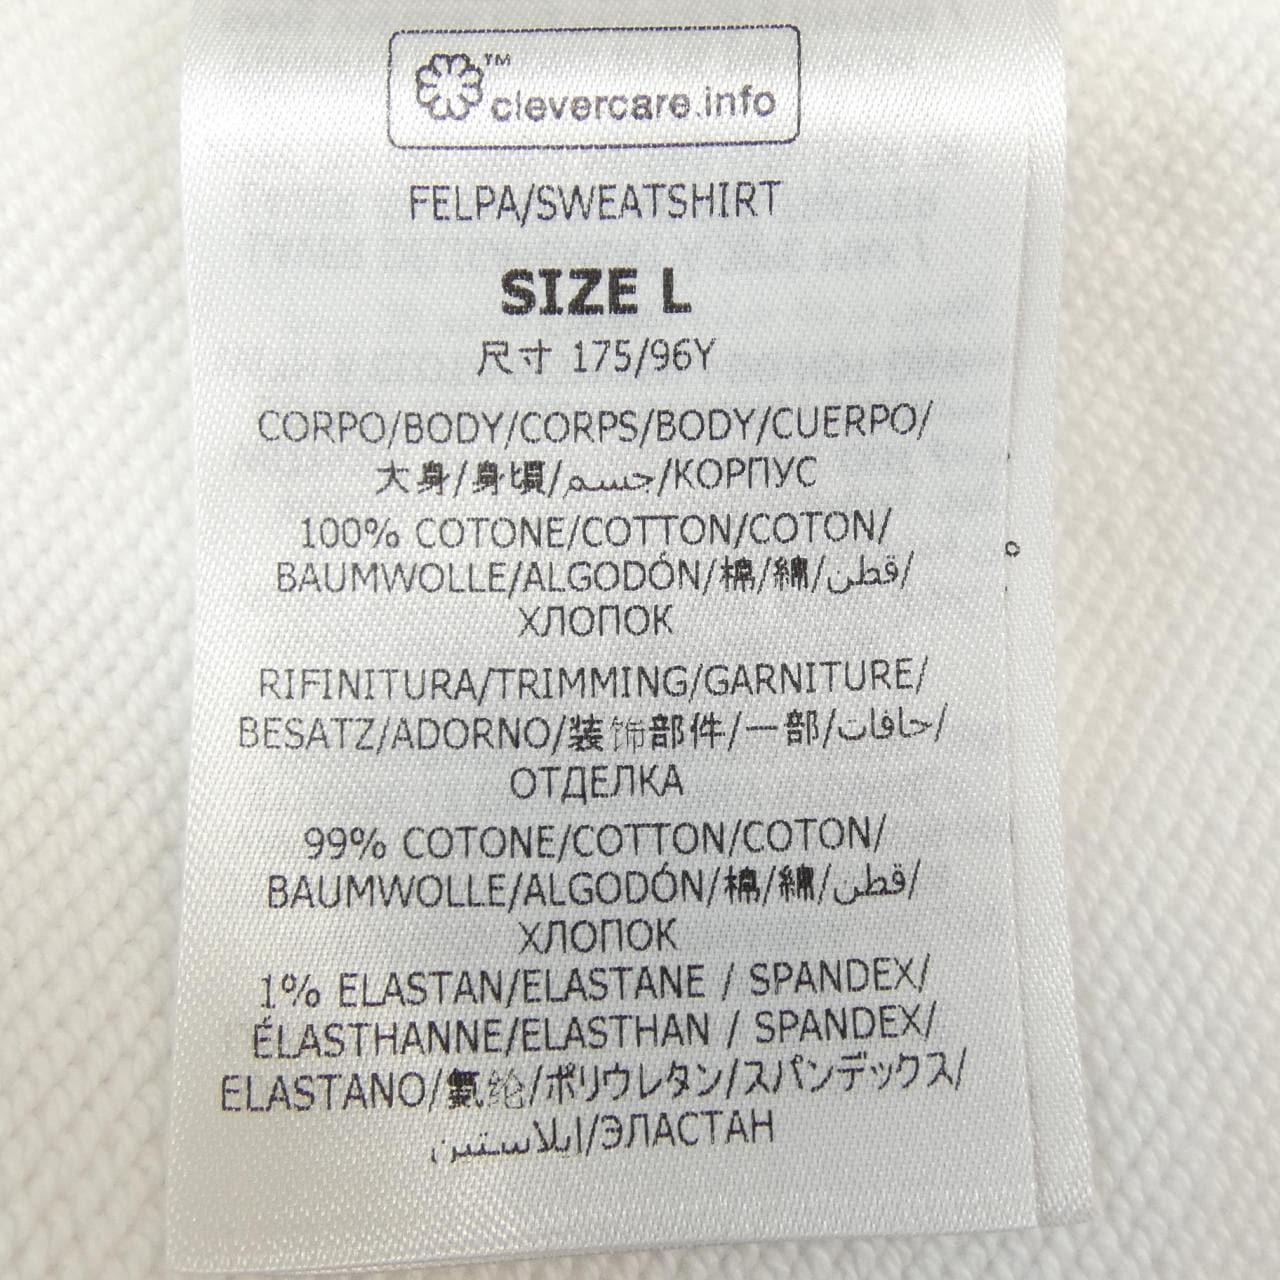 ™
clevercare.info
FELPA/SWEATSHIRT
SIZE L
尺寸 175/96Y
CORPO/BODY/CORPS/BODY/CUERPO/
大身/身頃/جسم/КОРПУС
100% COTONE/COTTON/COTON/
BAUMWOLLE/ALGODÓN/棉/綿/قطن/
ХЛОПОК
RIFINITURA/TRIMMING/GARNITURE/
BESATZ/ADORNO/装饰部件/一部/حافات/
ОТДЕЛКА
99% COTONE/COTTON/COTON/
BAUMWOLLE/ALGODÓN/棉/綿/قطن/
ХЛОПОК
1% ELASTAN/ELASTANE / SPANDEX/
ÉLASTHANNE/ELASTHAN / SPANDEX/
ELASTANO/氨纶/ポリウレタン/スパンデックス/
ایلاستین/ЭЛАСТАН